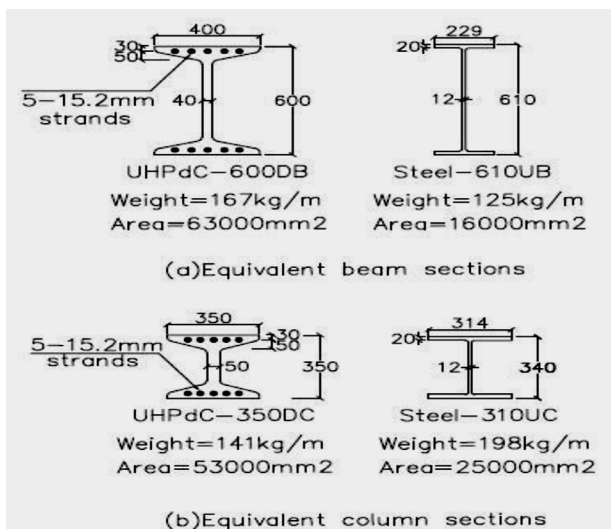 400
30
50
40
600
5-15.2mm
strands
UHPdC-600DB
Weight=167kg/m
Area=63000mm2
229
20
12
610
Steel-610UB
Weight=125kg/m
Area=16000mm2
(a)Equivalent beam sections
350
30
50
5-15.2mm
strands
50
350
UHPdC-350DC
Weight=141kg/m
Area=53000mm2
314
20
12
340
Steel-310UC
Weight=198kg/m
Area=25000mm2
(b)Equivalent column sections